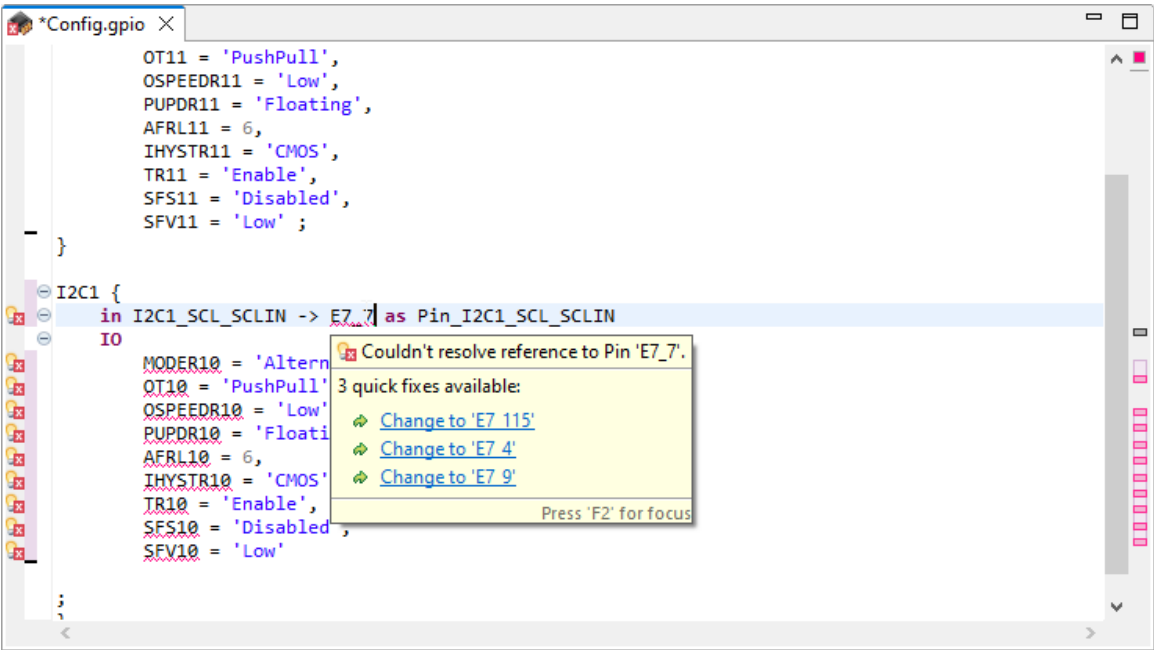 *Config.gpio
OT11 = 'PushPull',
OSPEEDR11 = 'Low',
PUPDR11 = 'Floating',
AFRL11 = 6,
IHYSTR11 = 'CMOS',
TR11 = 'Enable',
SFS11 = 'Disabled',
SFV11 = 'Low' ;
}
I2C1 {
in I2C1_SCL_SCLIN -> E7_7 as Pin_I2C1_SCL_SCLIN
IO
MODER10 = 'Altern
OT10 = 'PushPull'
OSPEEDR10 = 'Low'
PUPDR10 = 'Floati
AFRL10 = 6,
IHYSTR10 = 'CMOS'
TR10 = 'Enable',
SFS10 = 'Disabled',
SFV10 = 'Low'
;
}
Couldn't resolve reference to Pin 'E7_7'.
3 quick fixes available:
Change to 'E7_115'
Change to 'E7_4'
Change to 'E7_9'
Press 'F2' for focus